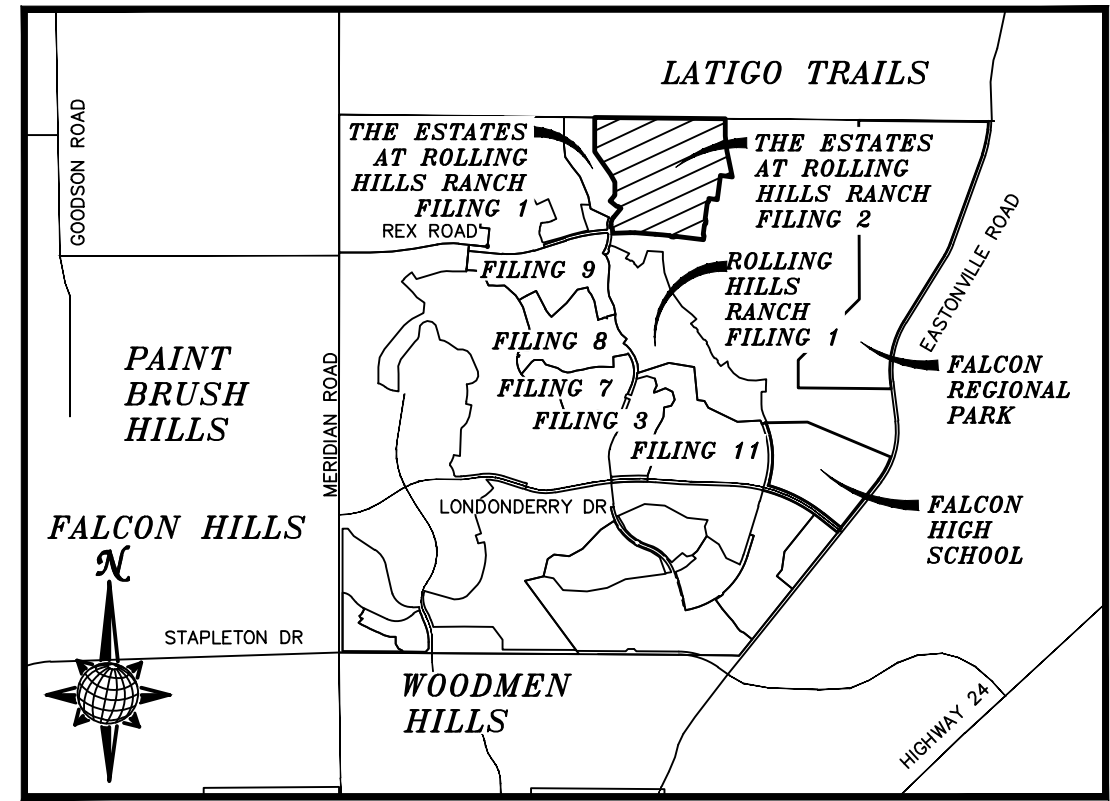 LATIGO TRAILS
GOODSON ROAD
THE ESTATES
AT ROLLING
HILLS RANCH
FILING 1
THE ESTATES
AT ROLLING
HILLS RANCH
FILING 2
REX ROAD
EASTONVILLE ROAD
FILING 9
ROLLING
HILLS
RANCH
FILING 1
FILING 8
PAINT
BRUSH
HILLS
MERIDIAN ROAD
FILING 7
FALCON
REGIONAL
PARK
FILING 3
FILING 11
LONDONDERRY DR
FALCON HILLS
FALCON
HIGH
SCHOOL
N
STAPLETON DR
WOODMEN
HILLS
HIGHWAY 24